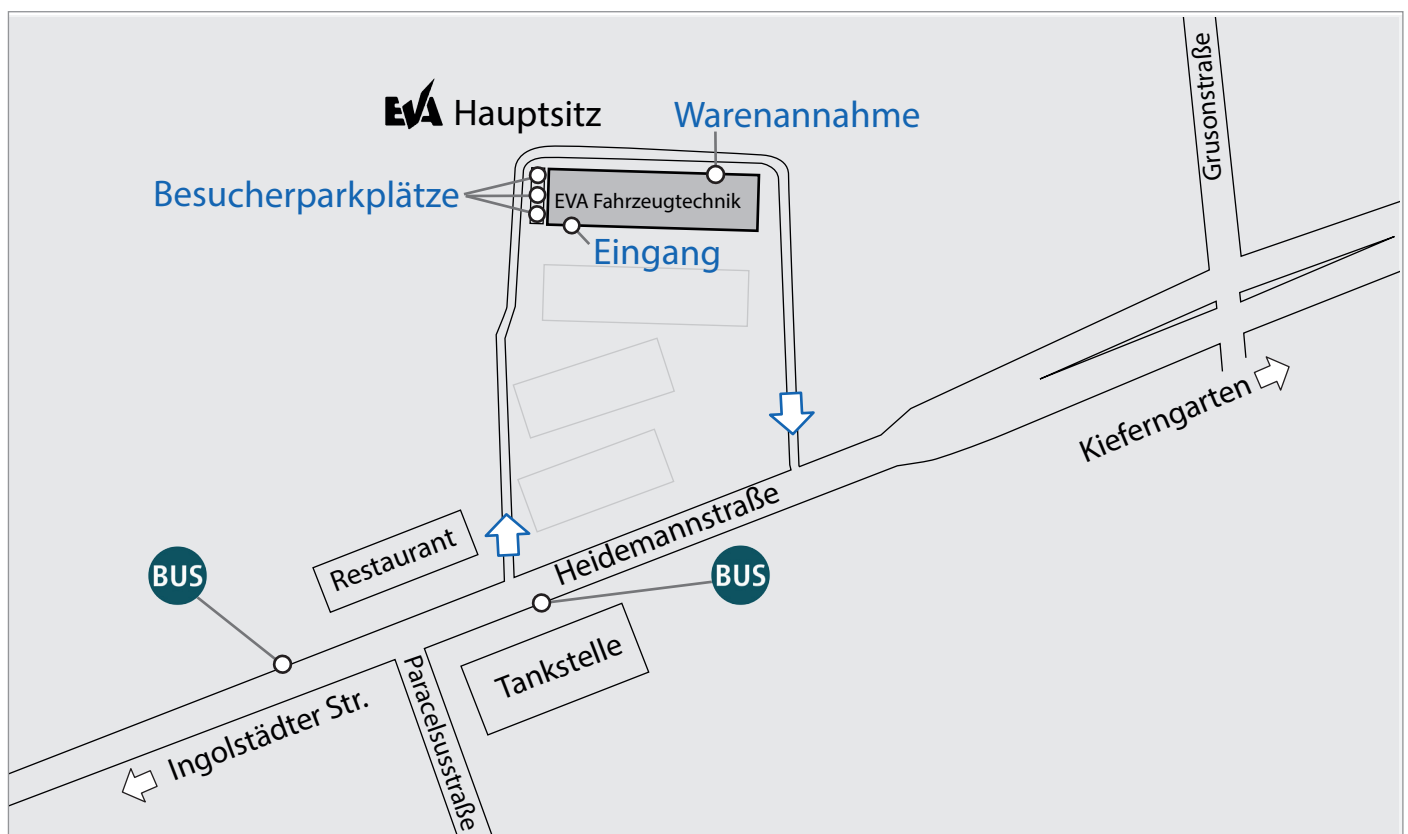 Grusonstraße
EVA Hauptsitz
Warenannahme
Besucherparkplätze
EVA Fahrzeugtechnik
Eingang
Kieferngarten
Heidemannstraße
Restaurant
BUS
BUS
Tankstelle
Paracelsusstraße
Ingolstädter Str.